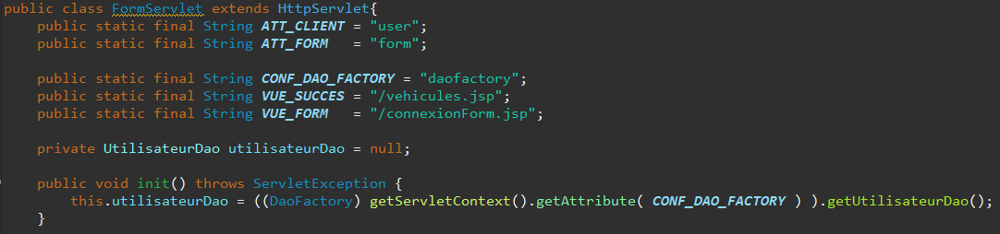 public class FormServlet extends HttpServlet{
public static final String ATT_CLIENT = "user";
public static final String ATT_FORM = "form";
public static final String CONF_DAO_FACTORY = "daofactory";
public static final String VUE_SUCCES = "/vehicules.jsp";
public static final String VUE_FORM = "/connexionForm.jsp";
private UtilisateurDao utilisateurDao = null;
public void init() throws ServletException {
this.utilisateurDao = ((DaoFactory) getServletContext().getAttribute( CONF_DAO_FACTORY ) ).getUtilisateurDao();
}